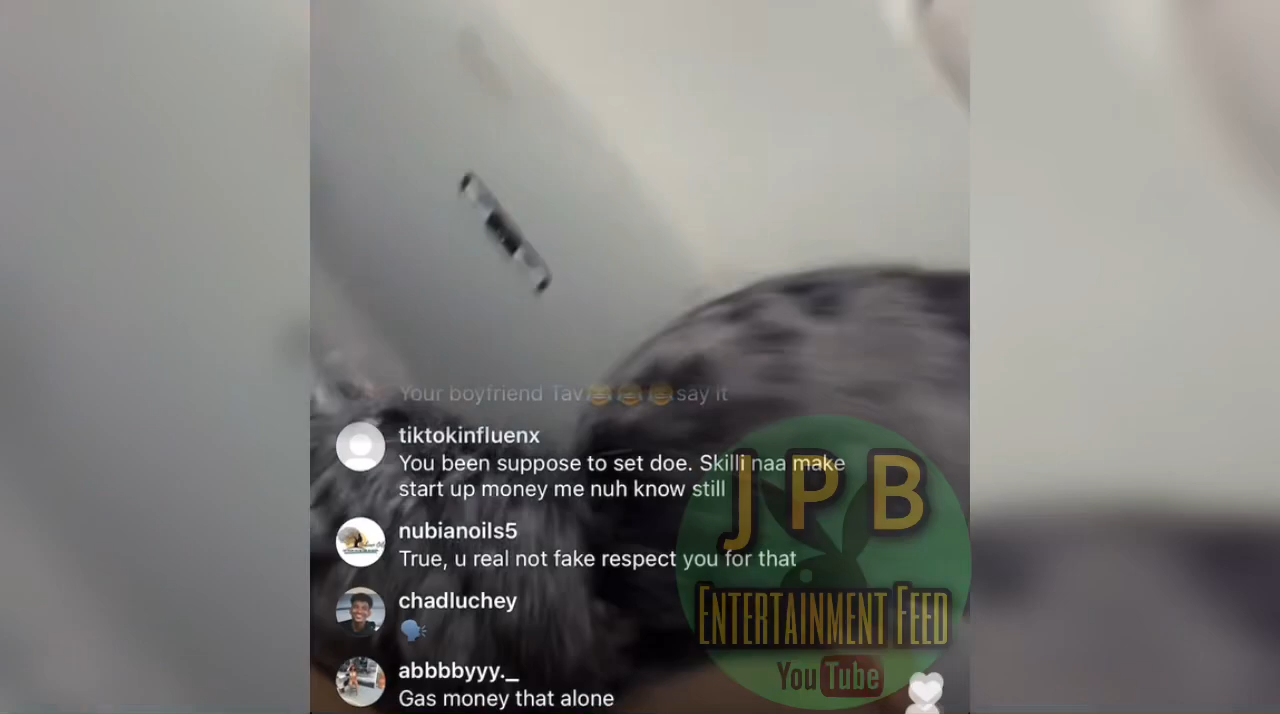 Your boyfriend Tav😂😂😂say it
tiktokinfluenx
You been suppose to set doe. Skilli naa make
start up money me nuh know still
nubianoils5
True, u real not fake respect you for that
chadluchey
🗣️
abbbbyyy._
Gas money that alone
JPB
ENTERTAINMENT FEED
YouTube